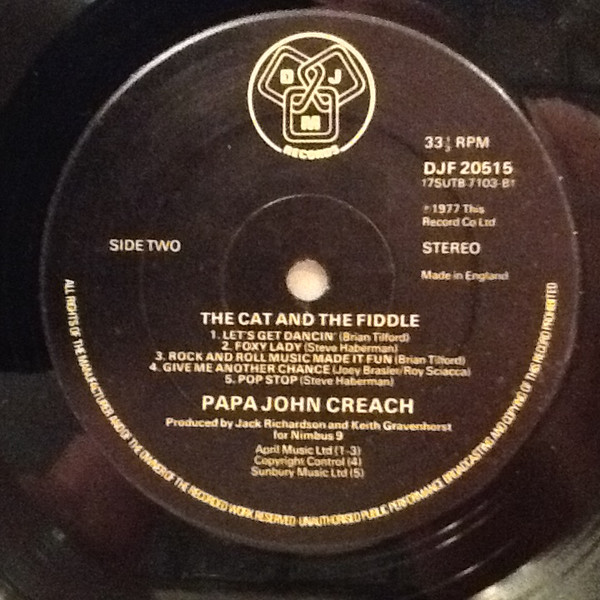 D J
M
RECORDS
33⅓ RPM
DJF 20515
17SUTB-7103-B1
℗ 1977 This
Record Co Ltd
SIDE TWO
STEREO
Made in England
THE CAT AND THE FIDDLE
1. LET'S GET DANCIN' (Brian Tilford)
2. FOXY LADY (Steve Haberman)
3. ROCK AND ROLL MUSIC MADE IT FUN (Brian Tilford)
4. GIVE ME ANOTHER CHANCE (Joey Brasler/Roy Sciacca)
5. POP STOP (Steve Haberman)
PAPA JOHN CREACH
Produced by Jack Richardson and Keith Gravenhorst
for Nimbus 9
April Music Ltd (1-3)
Copyright Control (4)
Sunbury Music Ltd (5)
ALL RIGHTS OF THE MANUFACTURER AND OF THE OWNER OF THE RECORDED WORK RESERVED · UNAUTHORISED PUBLIC PERFORMANCE BROADCASTING AND COPYING OF THIS RECORD PROHIBITED